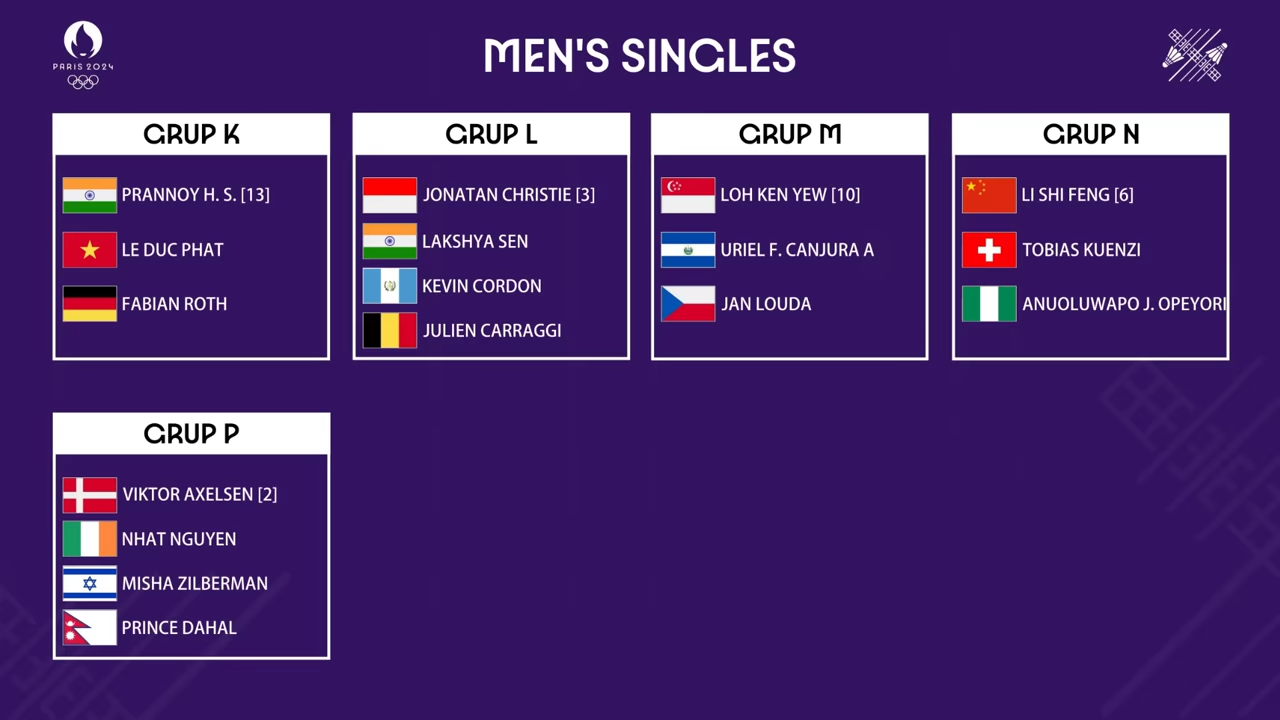 PARIS 2024
MEN'S SINGLES
GRUP K
PRANNOY H. S. [13]
LE DUC PHAT
FABIAN ROTH
GRUP L
JONATAN CHRISTIE [3]
LAKSHYA SEN
KEVIN CORDON
JULIEN CARRAGGI
GRUP M
LOH KEN YEW [10]
URIEL F. CANJURA A
JAN LOUDA
GRUP N
LI SHI FENG [6]
TOBIAS KUENZI
ANUOLUWAPO J. OPEYORI
GRUP P
VIKTOR AXELSEN [2]
NHAT NGUYEN
MISHA ZILBERMAN
PRINCE DAHAL